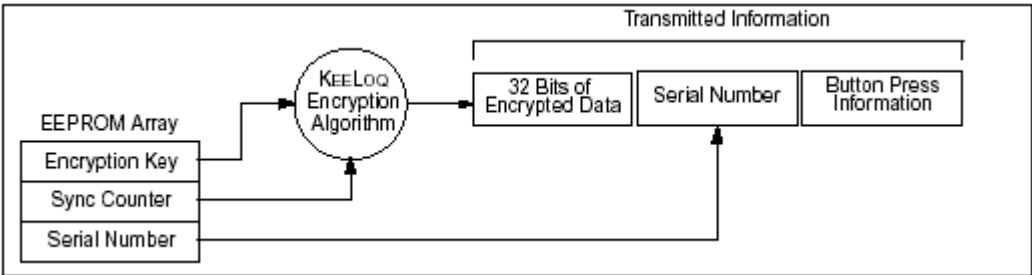 Transmitted Information
KEELOQ
Encryption
Algorithm
32 Bits of
Encrypted Data
Serial Number
Button Press
Information
EEPROM Array
Encryption Key
Sync Counter
Serial Number